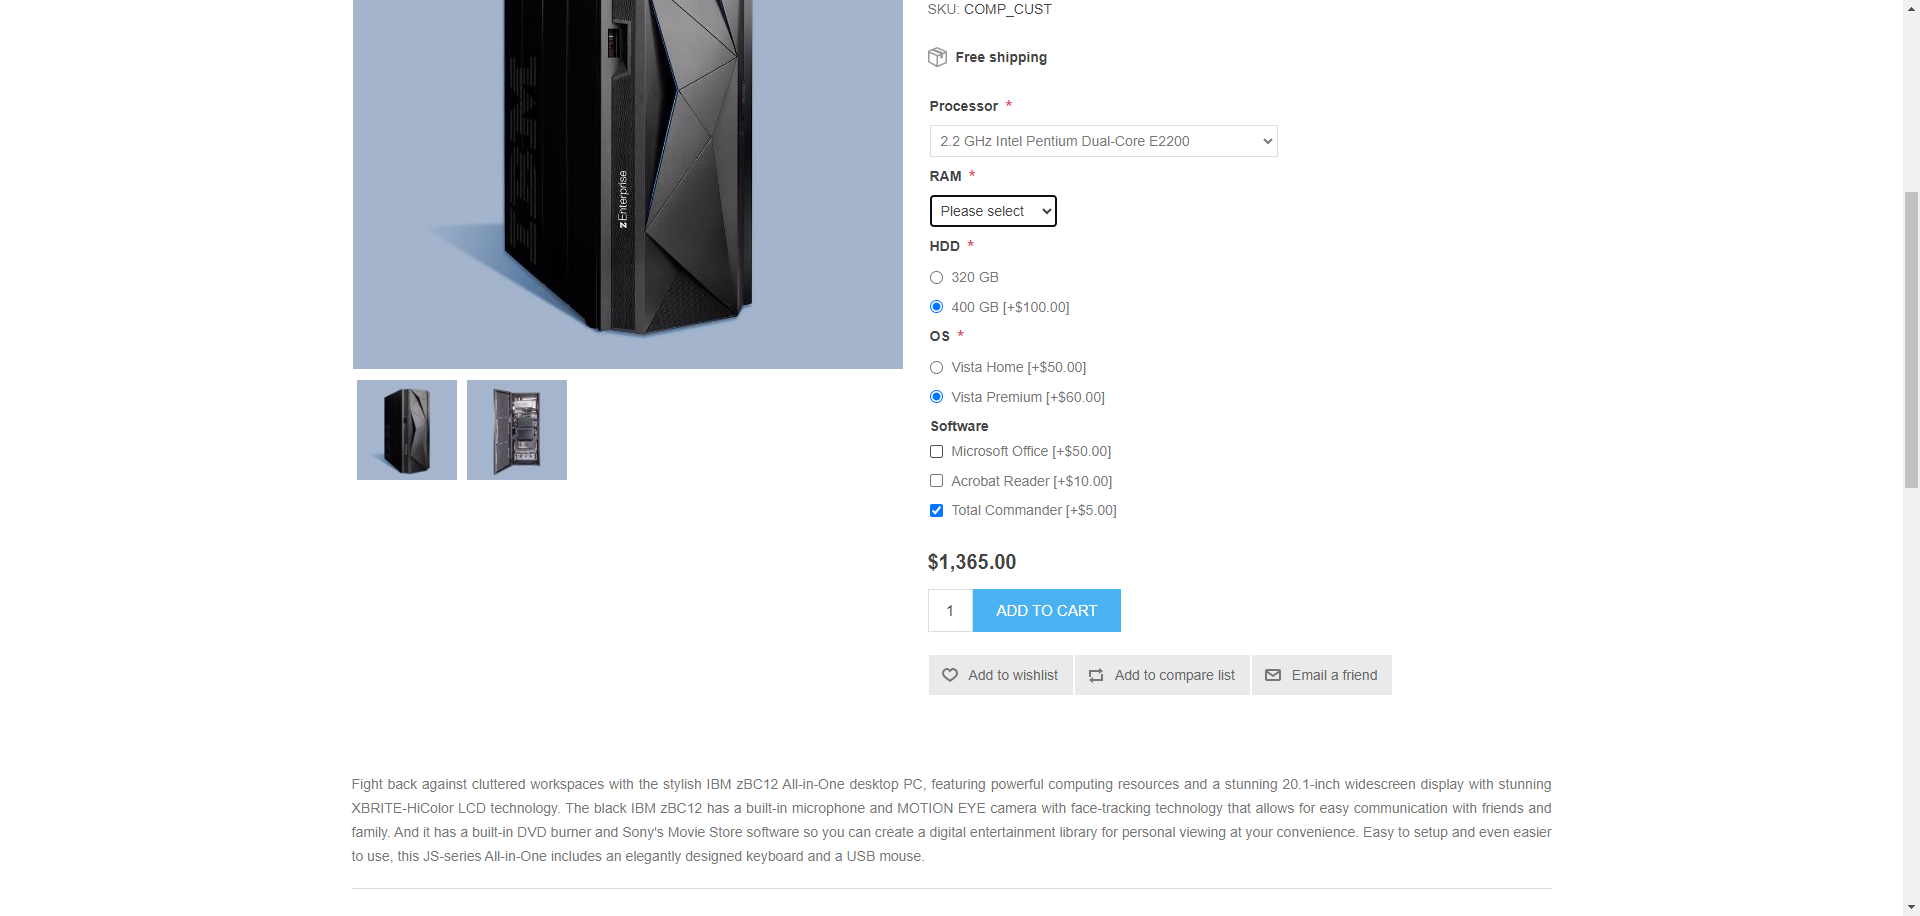 SKU: COMP_CUST
Free shipping
Processor *
2.2 GHz Intel Pentium Dual-Core E2200
RAM *
Please select
HDD *
320 GB
400 GB [+$100.00]
OS *
Vista Home [+$50.00]
Vista Premium [+$60.00]
Software
Microsoft Office [+$50.00]
Acrobat Reader [+$10.00]
Total Commander [+$5.00]
$1,365.00
1 ADD TO CART
Add to wishlist Add to compare list Email a friend
IBM
zEnterprise
Fight back against cluttered workspaces with the stylish IBM zBC12 All-in-One desktop PC, featuring powerful computing resources and a stunning 20.1-inch widescreen display with stunning
XBRITE-HiColor LCD technology. The black IBM zBC12 has a built-in microphone and MOTION EYE camera with face-tracking technology that allows for easy communication with friends and
family. And it has a built-in DVD burner and Sony's Movie Store software so you can create a digital entertainment library for personal viewing at your convenience. Easy to setup and even easier
to use, this JS-series All-in-One includes an elegantly designed keyboard and a USB mouse.